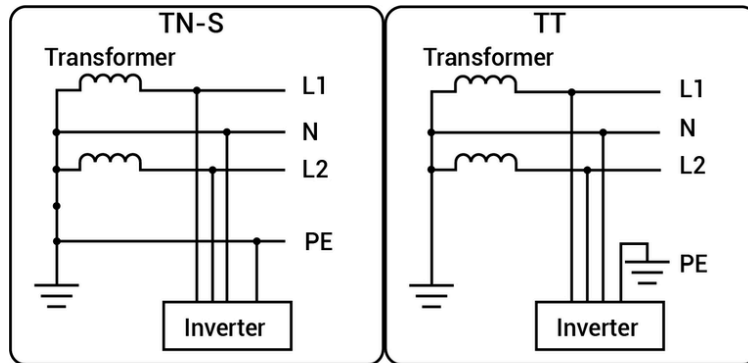 TN-S
Transformer
L1
N
L2
PE
Inverter
TT
Transformer
L1
N
L2
PE
Inverter